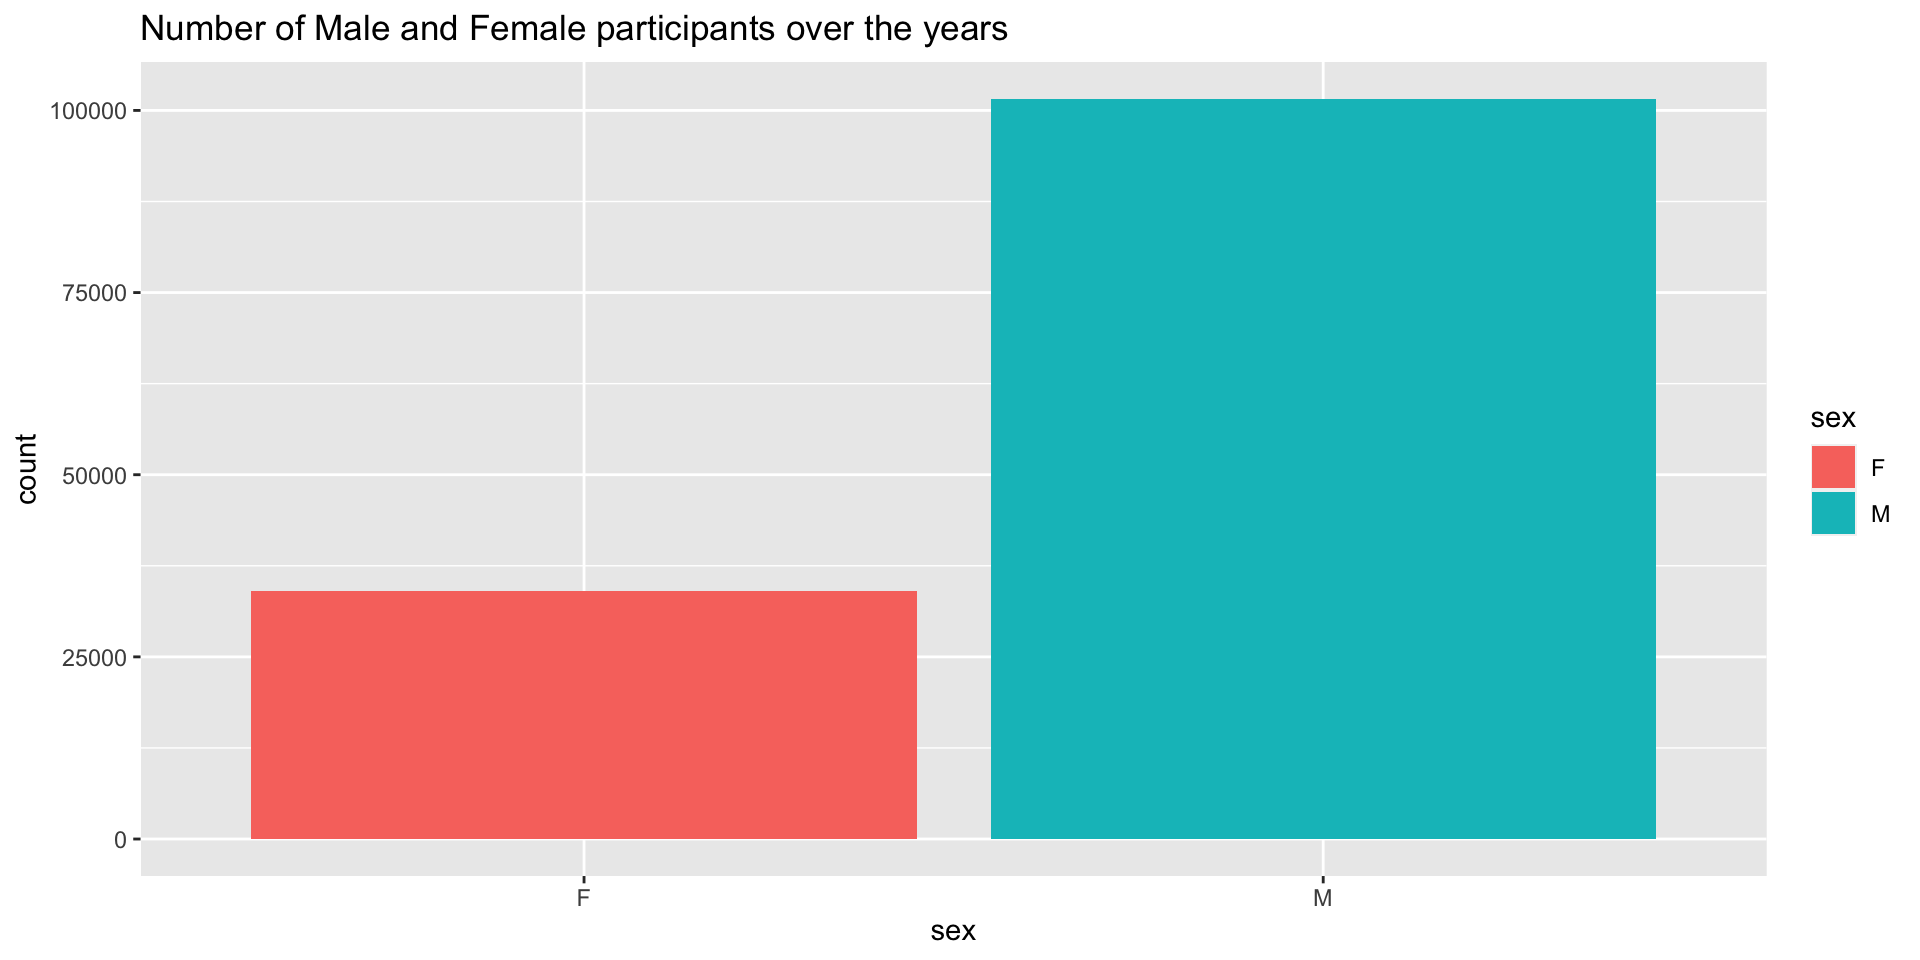 Number of Male and Female participants over the years
count
100000
75000
50000
25000
0
F
M
sex
sex
F
M